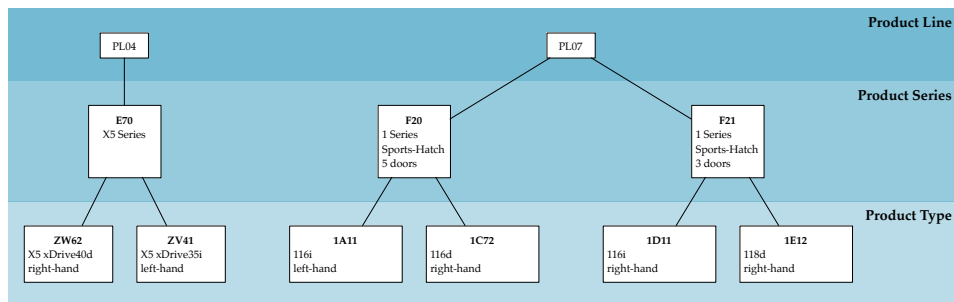 Product Line
PL04
PL07
Product Series
E70
X5 Series
F20
1 Series
Sports-Hatch
5 doors
F21
1 Series
Sports-Hatch
3 doors
Product Type
ZW62
X5 xDrive40d
right-hand
ZV41
X5 xDrive35i
left-hand
1A11
116i
left-hand
1C72
116d
right-hand
1D11
116i
right-hand
1E12
118d
right-hand